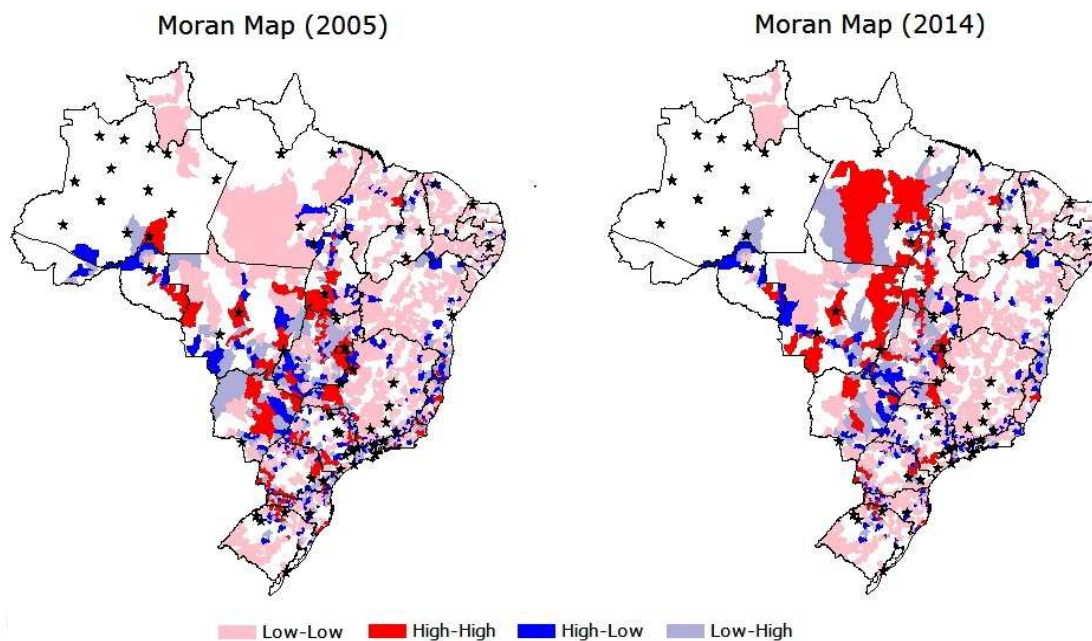 Moran Map (2005)
Moran Map (2014)
Low-Low
High-High
High-Low
Low-High